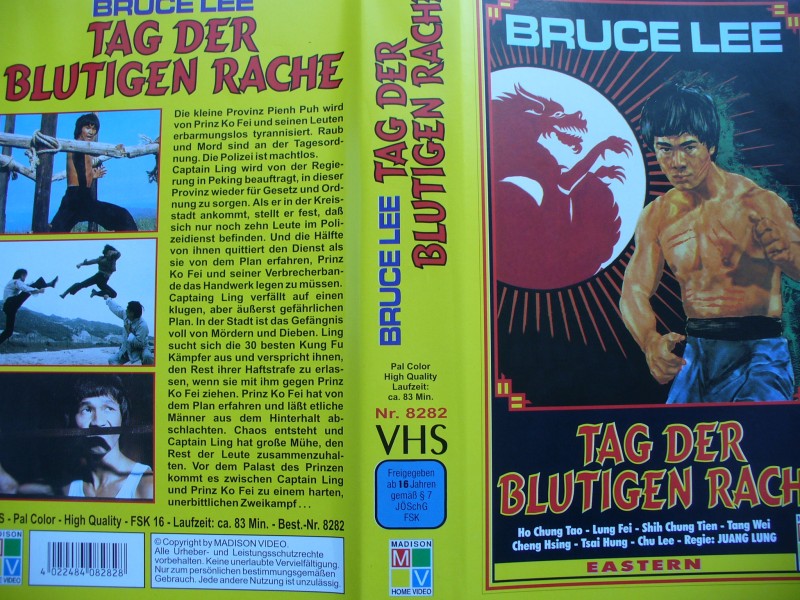 BRUCE LEE
TAG DER
BLUTIGEN RACHE
Die kleine Provinz Pienh Puh wird
von Prinz Ko Fei und seinen Leuten
erbarmungslos tyrannisiert. Raub
und Mord sind an der Tagesord-
nung. Die Polizei ist machtlos.
Captain Ling wird von der Regie-
rung in Peking beauftragt, in dieser
Provinz wieder für Gesetz und Ord-
nung zu sorgen. Als er in der Kreis-
stadt ankommt, stellt er fest, daß
sich nur noch zehn Leute im Poli-
zeidienst befinden. Und die Hälfte
von ihnen quittiert den Dienst als
sie von dem Plan erfahren, Prinz
Ko Fei und seiner Verbrecherban-
de das Handwerk legen zu müssen.
Captaing Ling verfällt auf einen
klugen, aber äußerst gefährlichen
Plan. In der Stadt ist das Gefängnis
voll von Mördern und Dieben. Ling
sucht sich die 30 besten Kung Fu
Kämpfer aus und verspricht ihnen,
den Rest ihrer Haftstrafe zu erlas-
sen, wenn sie mit ihm gegen Prinz
Ko Fei ziehen. Prinz Ko Fei hat von
dem Plan erfahren und läßt etliche
Männer aus dem Hinterhalt ab-
schlachten. Chaos entsteht und
Captain Ling hat große Mühe, den
Rest der Leute zusammenzuhal-
ten. Vor dem Palast des Prinzen
kommt es zwischen Captain Ling
und Prinz Ko Fei zu einem harten,
unerbittlichen Zweikampf . . .
S - Pal Color - High Quality - FSK 16 - Laufzeit: ca. 83 Min. - Best.-Nr. 8282
MADISON
M
V
HOME VIDEO
4 022484 082828
© Copyright by MADISON VIDEO.
Alle Urheber- und Leistungsschutzrechte
vorbehalten. Keine unerlaubte Vervielfältigung.
Nur zum persönlichen bestimmungsgemäßen
Gebrauch. Jede andere Nutzung ist unzulässig.
BRUCE LEE
TAG DER
BLUTIGEN RACHE
Pal Color
High Quality
Laufzeit:
ca. 83 Min.
Nr. 8282
VHS
Freigegeben
ab 16 Jahren
gemäß § 7
JÖSchG
FSK
MADISON
M
V
HOME VIDEO
BRUCE LEE
TAG DER
BLUTIGEN RACH
Ho Chung Tao - Lung Fei - Shih Chung Tien - Tang Wei
Cheng Hsing - Tsai Hung - Chu Lee - Regie: JUANG LUNG
EASTERN
MADISON
M
V
HOME VIDEO